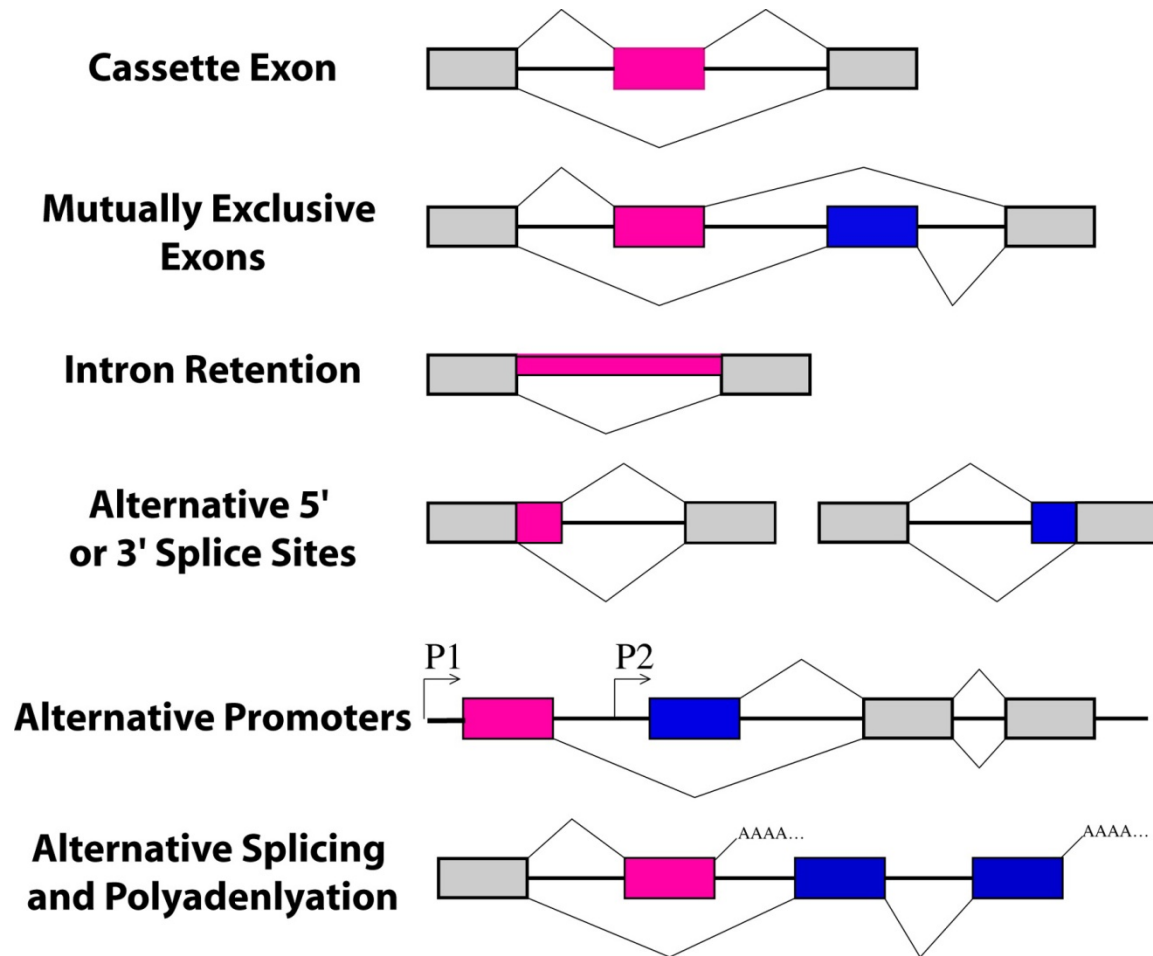 Cassette Exon
Mutually Exclusive
Exons
Intron Retention
Alternative 5'
or 3' Splice Sites
P1
P2
Alternative Promoters
Alternative Splicing
and Polyadenlyation
AAAA...
AAAA...